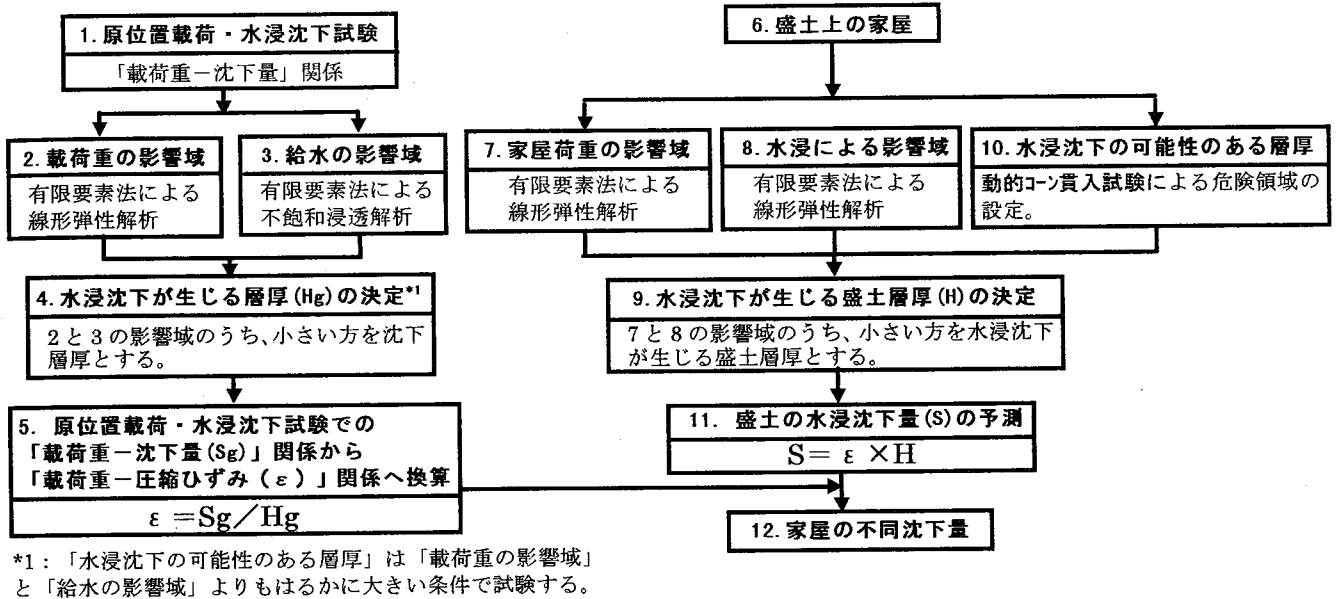 1.原位置載荷・水浸沈下試験
「載荷重－沈下量」関係
2.載荷重の影響域
有限要素法による
線形弾性解析
3.給水の影響域
有限要素法による
不飽和浸透解析
4.水浸沈下が生じる層厚(Hg)の決定*1
２と３の影響域のうち、小さい方を沈下
層厚とする。
5. 原位置載荷・水浸沈下試験での
「載荷重－沈下量(Sg)」関係から
「載荷重－圧縮ひずみ（ε）」関係へ換算
ε＝Sg／Hg
*1：「水浸沈下の可能性のある層厚」は「載荷重の影響域」
と「給水の影響域」よりもはるかに大きい条件で試験する。
6.盛土上の家屋
7.家屋荷重の影響域
有限要素法による
線形弾性解析
8.水浸による影響域
有限要素法による
線形弾性解析
10.水浸沈下の可能性のある層厚
動的コーン貫入試験による危険領域の
設定。
9.水浸沈下が生じる盛土層厚(H)の決定
７と８の影響域のうち、小さい方を水浸沈下
が生じる盛土層厚とする。
11. 盛土の水浸沈下量(S)の予測
S＝ε×H
12.家屋の不同沈下量